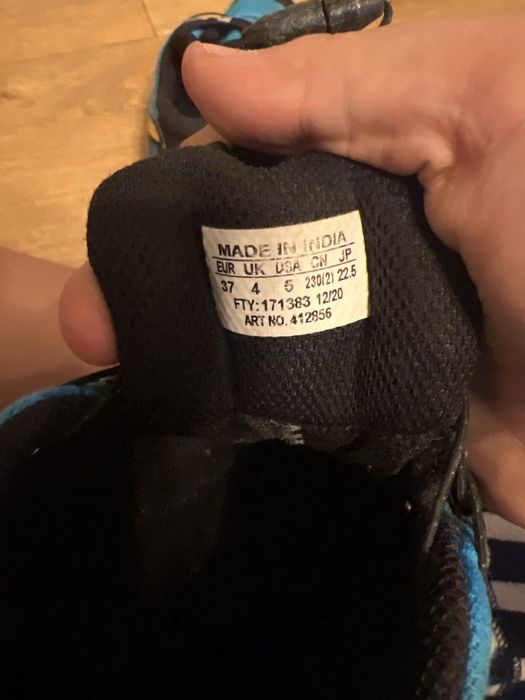 MADE IN INDIA
EUR UK USA CN JP
37 4 5 230(2) 22.5
FTY: 171383 12/20
ART NO. 412856